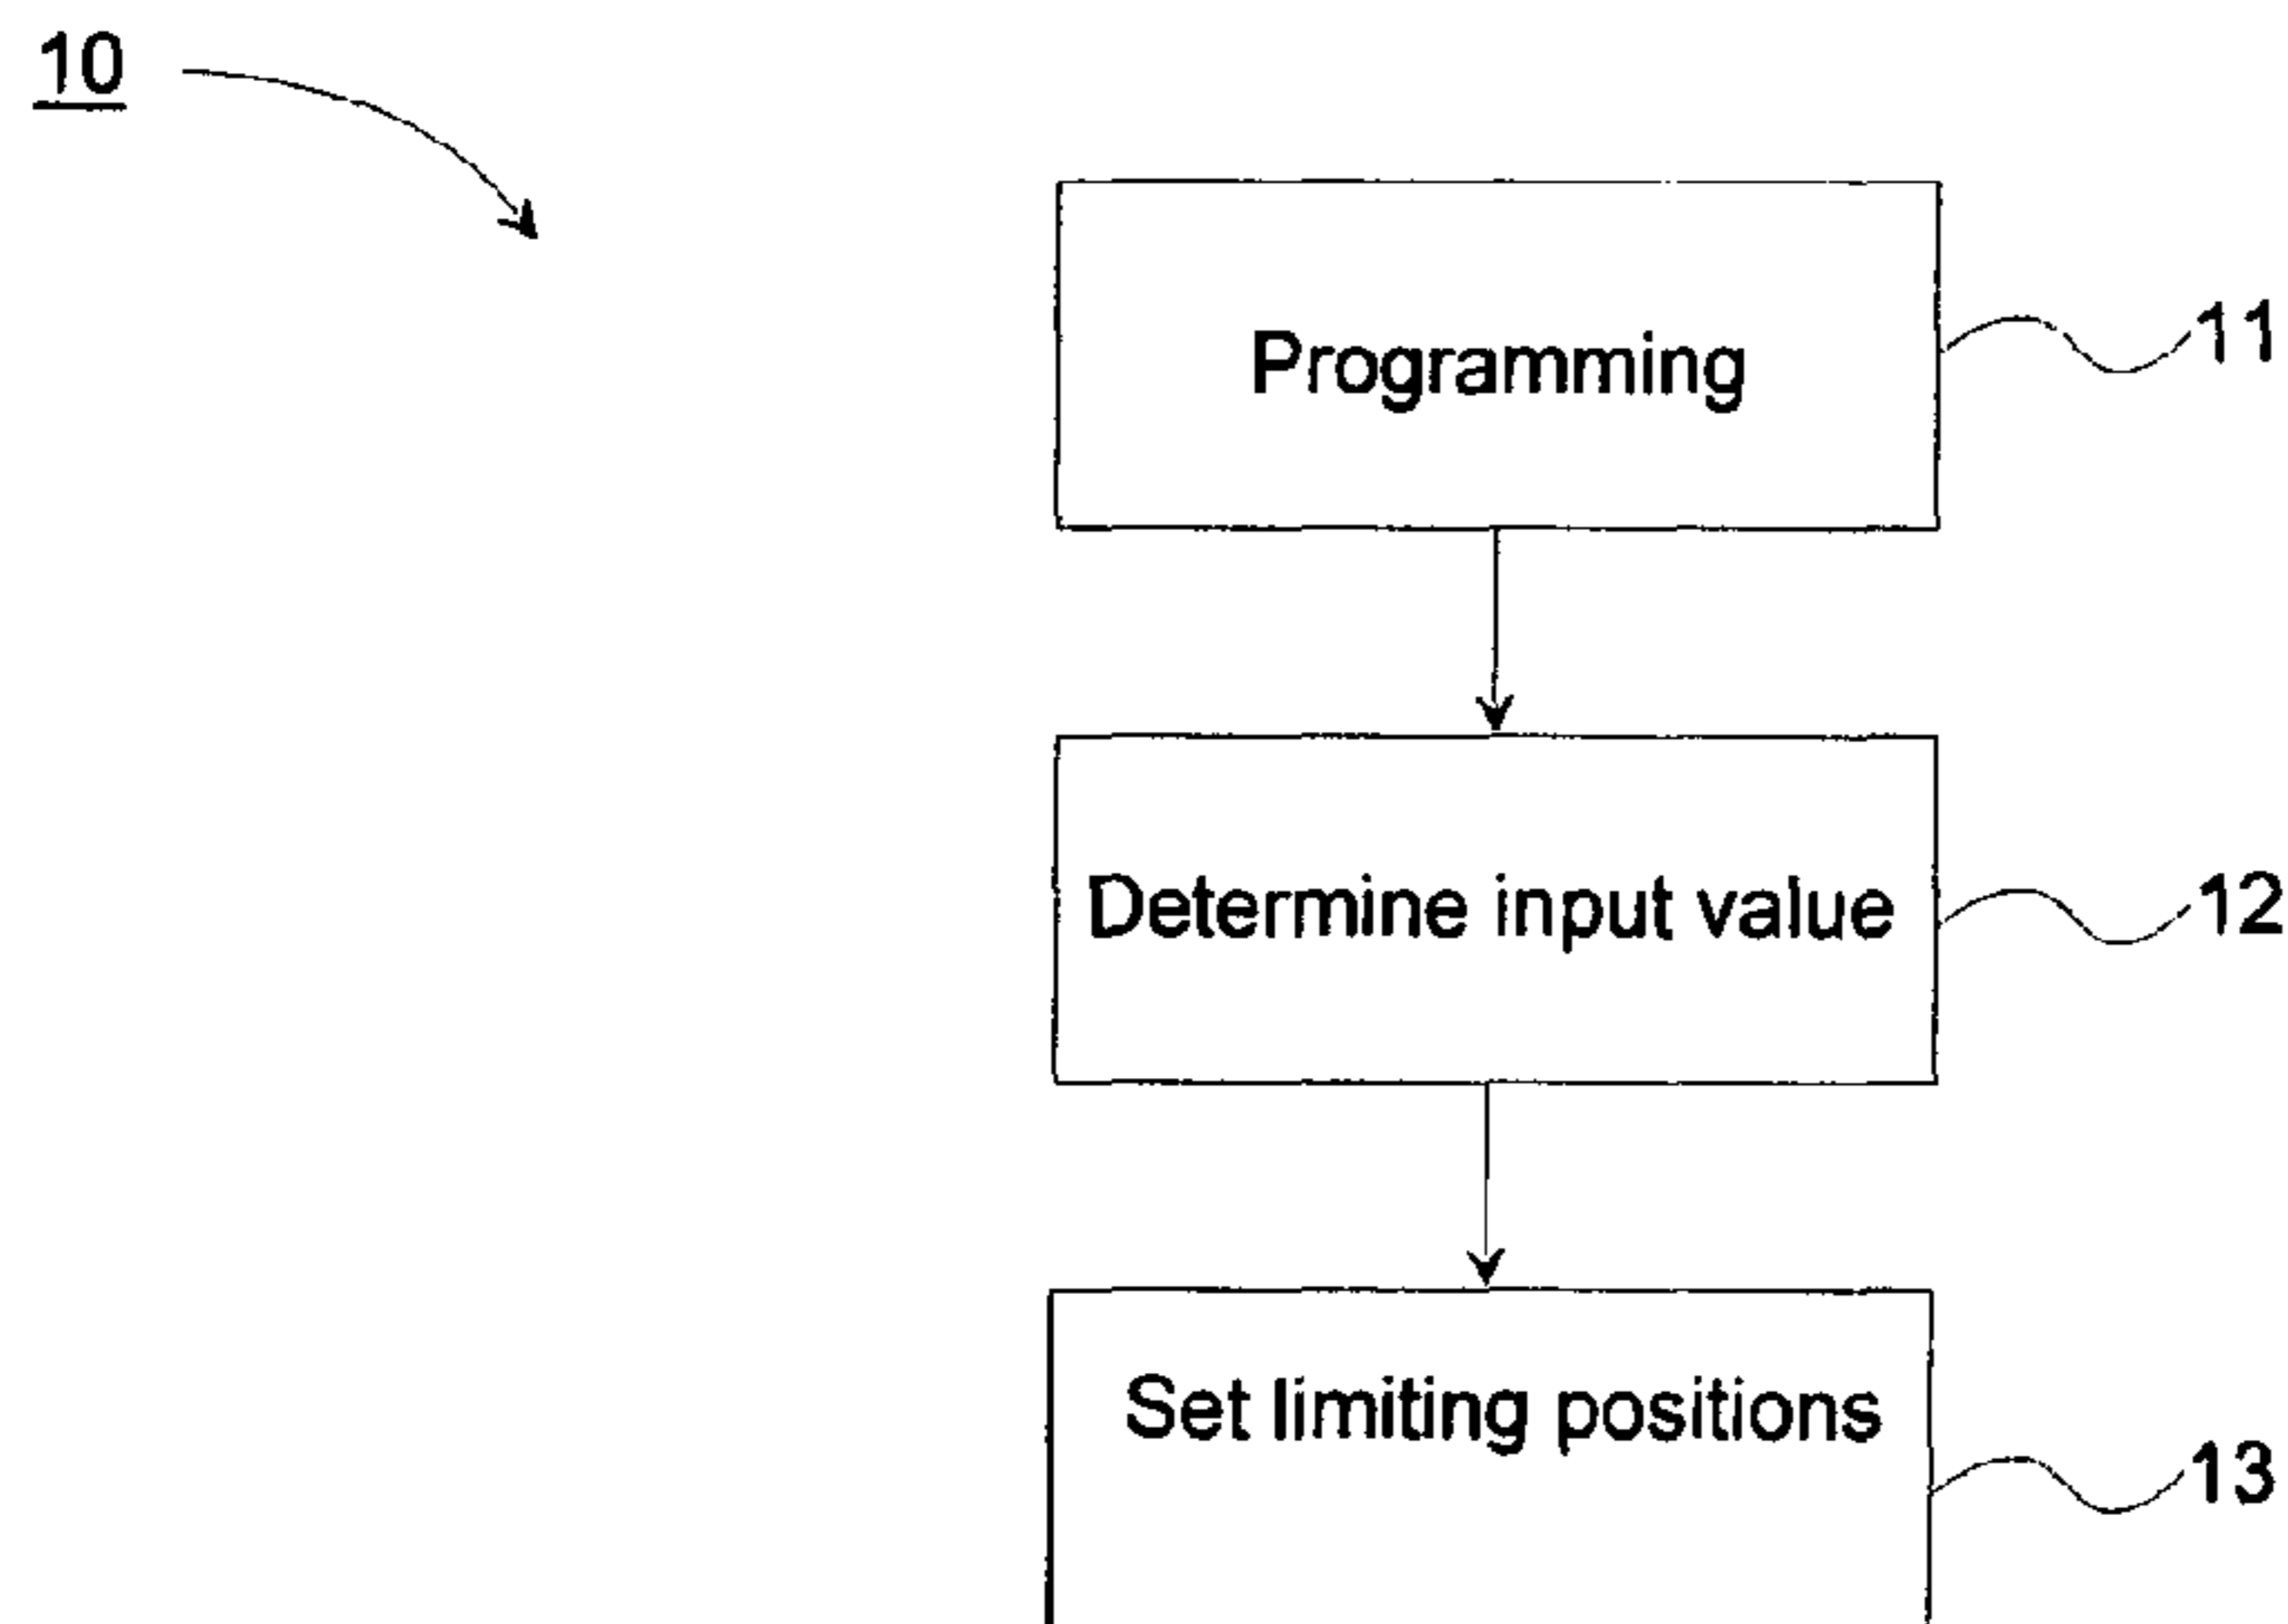 10
Programming
11
Determine input value
12
Set limiting positions
13